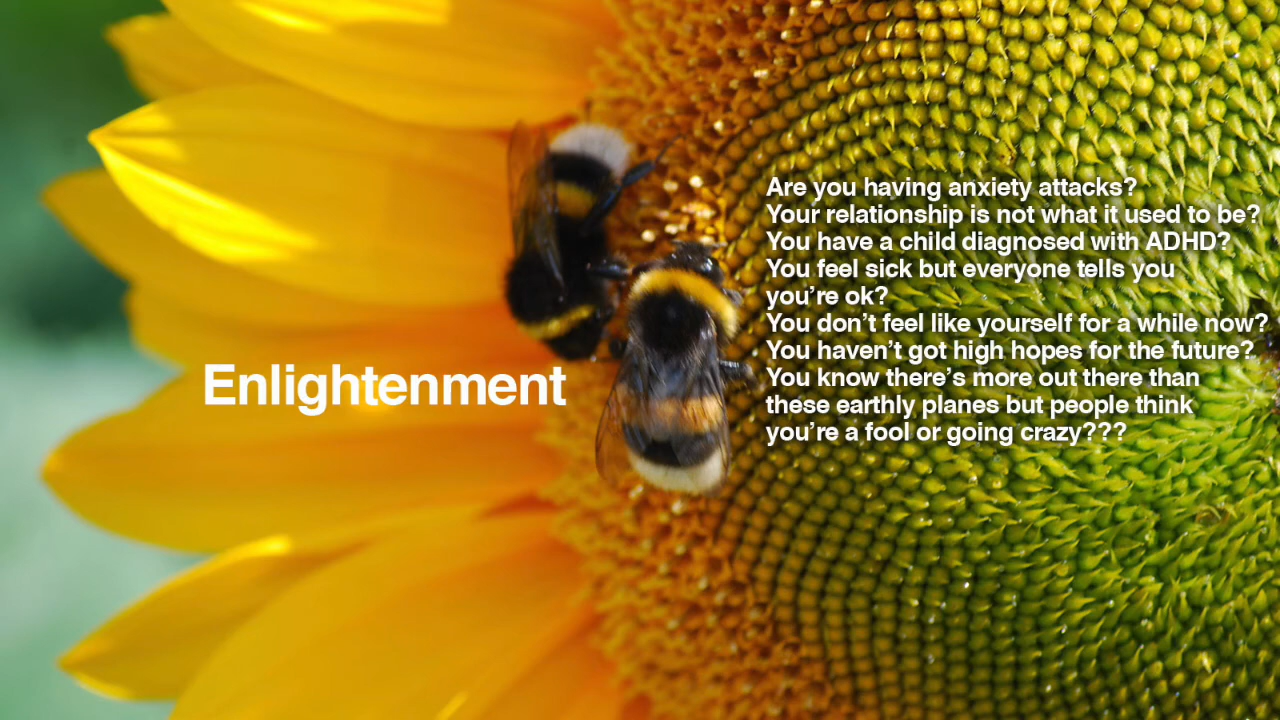 Enlightenment
Are you having anxiety attacks?
Your relationship is not what it used to be?
You have a child diagnosed with ADHD?
You feel sick but everyone tells you
you’re ok?
You don’t feel like yourself for a while now?
You haven’t got high hopes for the future?
You know there’s more out there than
these earthly planes but people think
you’re a fool or going crazy???